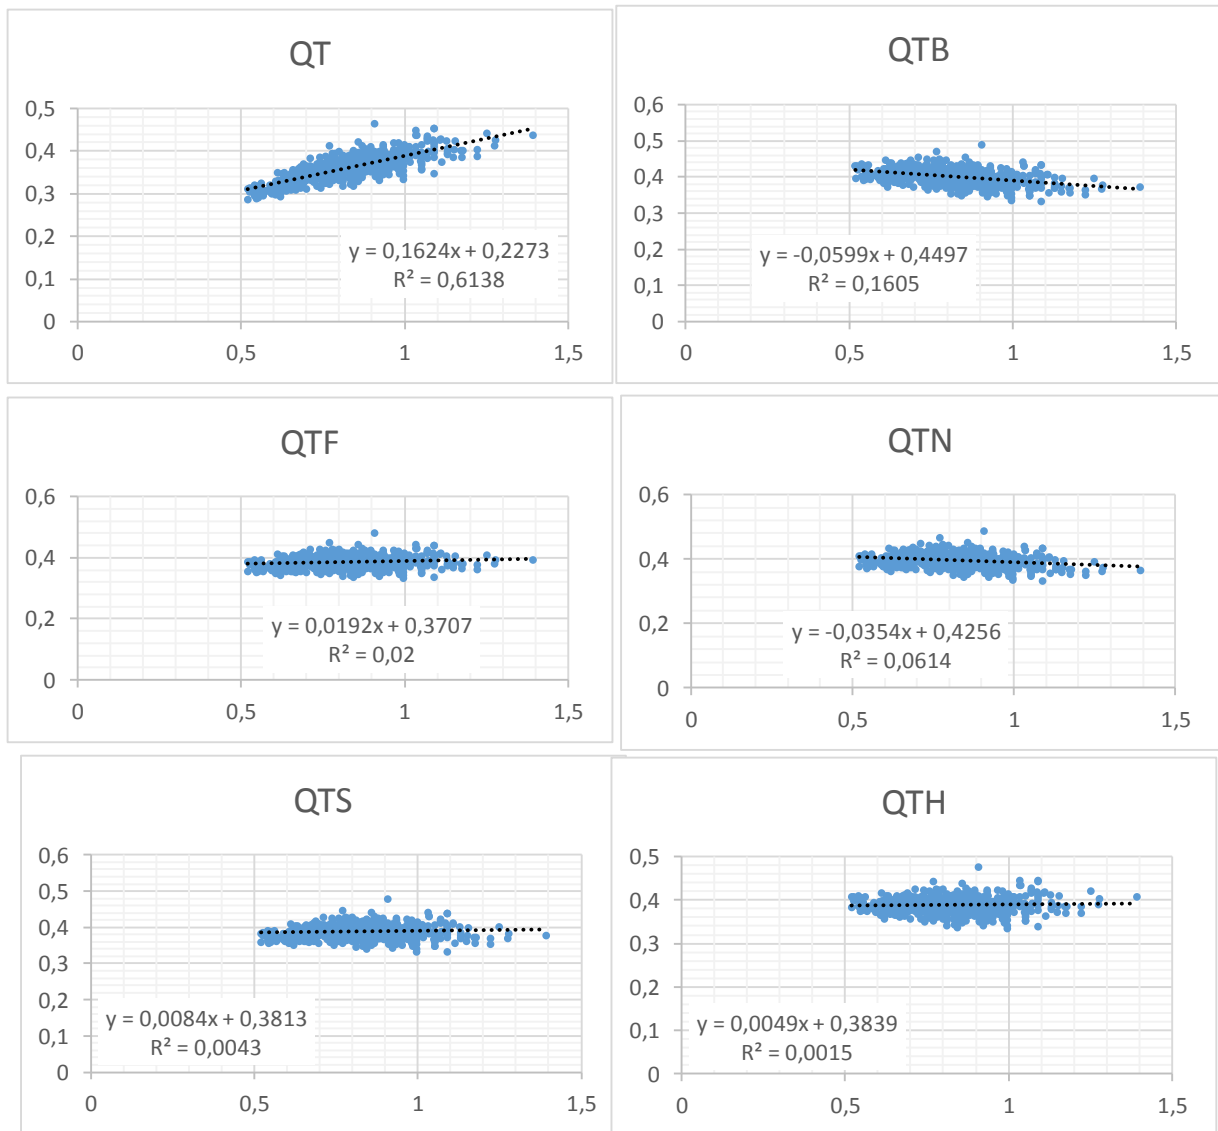 QT
0,5
0,4
0,3
0,2
0,1
0
y = 0,1624x + 0,2273
R² = 0,6138
0 0,5 1 1,5
QTB
0,6
0,5
0,4
0,3
0,2
0,1
0
y = -0,0599x + 0,4497
R² = 0,1605
0 0,5 1 1,5
QTF
0,6
0,4
0,2
0
y = 0,0192x + 0,3707
R² = 0,02
0 0,5 1 1,5
QTN
0,6
0,4
0,2
0
y = -0,0354x + 0,4256
R² = 0,0614
0 0,5 1 1,5
QTS
0,6
0,5
0,4
0,3
0,2
0,1
0
y = 0,0084x + 0,3813
R² = 0,0043
0 0,5 1 1,5
QTH
0,5
0,4
0,3
0,2
0,1
0
y = 0,0049x + 0,3839
R² = 0,0015
0 0,5 1 1,5